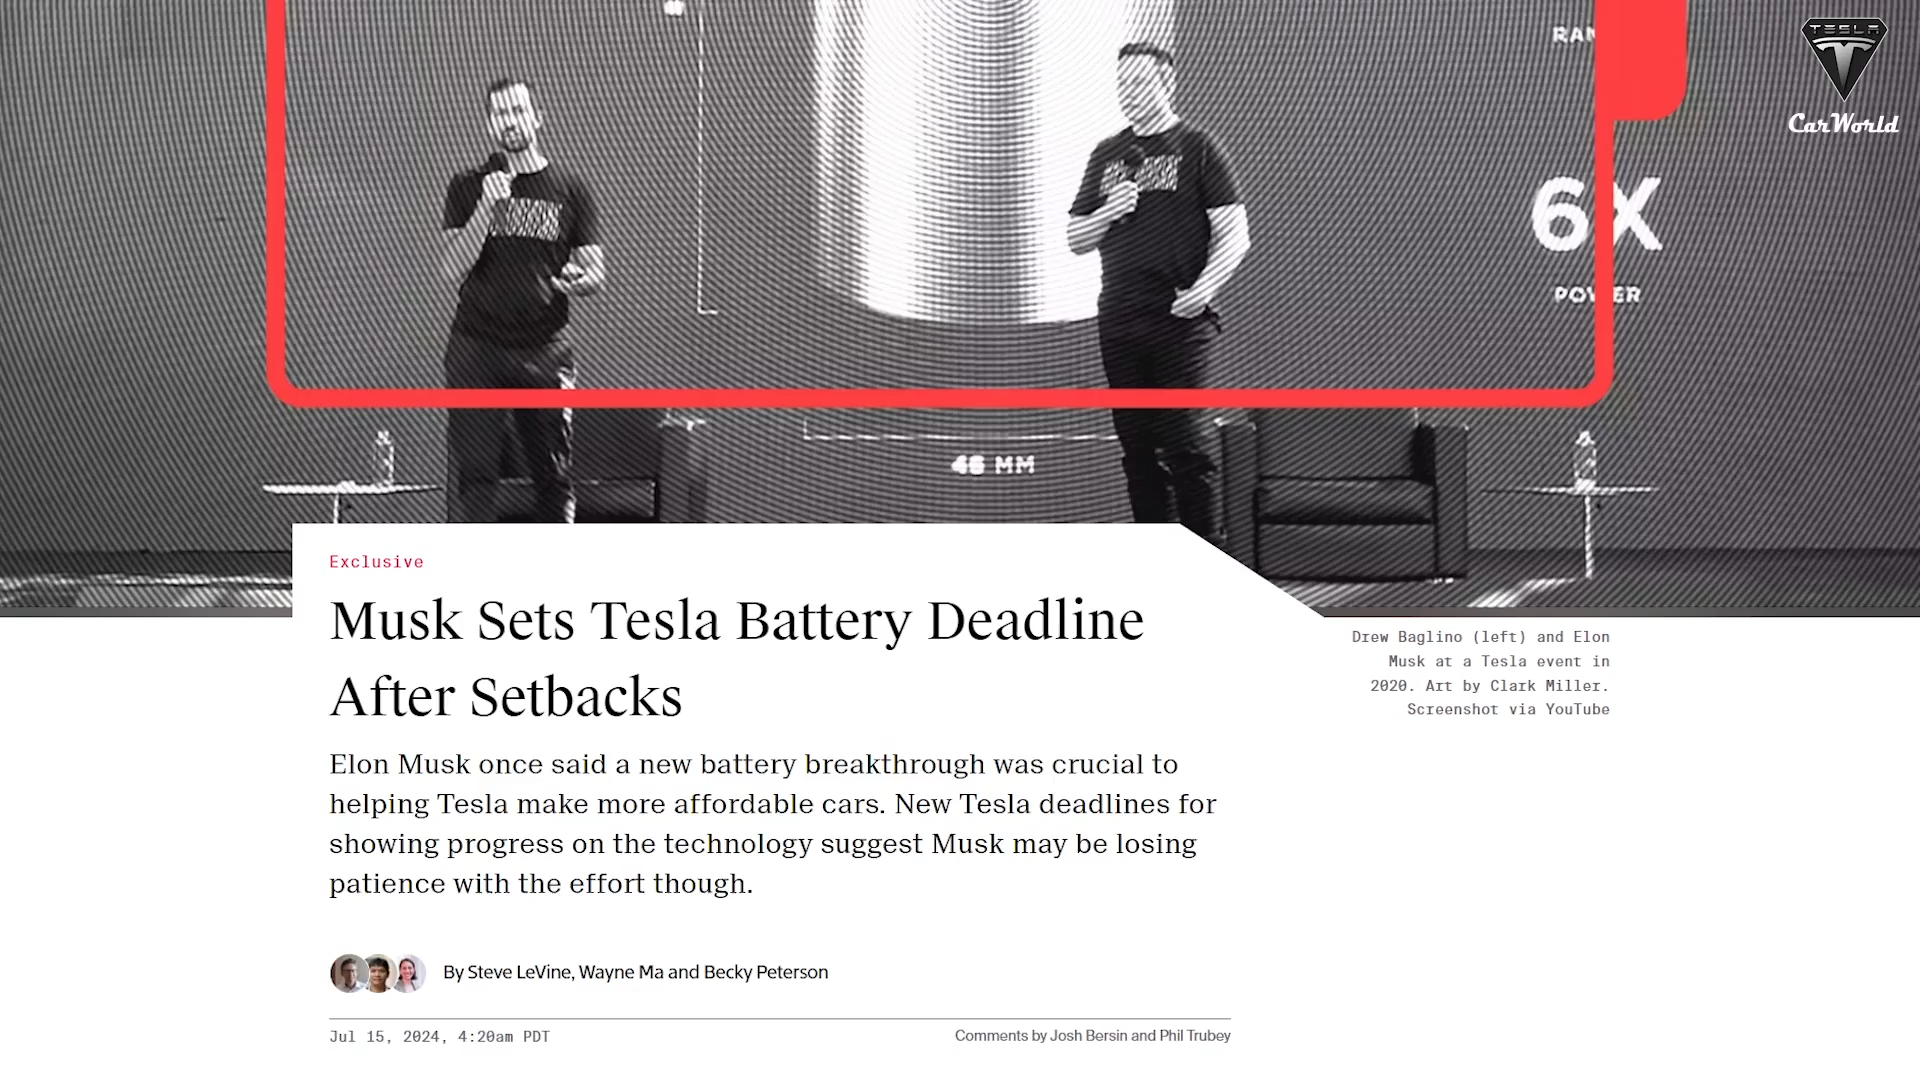 TESLA
CarWorld
6X
POWER
46 MM
Exclusive
Musk Sets Tesla Battery Deadline
After Setbacks
Drew Baglino (left) and Elon
Musk at a Tesla event in
2020. Art by Clark Miller.
Screenshot via YouTube
Elon Musk once said a new battery breakthrough was crucial to
helping Tesla make more affordable cars. New Tesla deadlines for
showing progress on the technology suggest Musk may be losing
patience with the effort though.
By Steve LeVine, Wayne Ma and Becky Peterson
Jul 15, 2024, 4:20am PDT
Comments by Josh Bersin and Phil Trubey